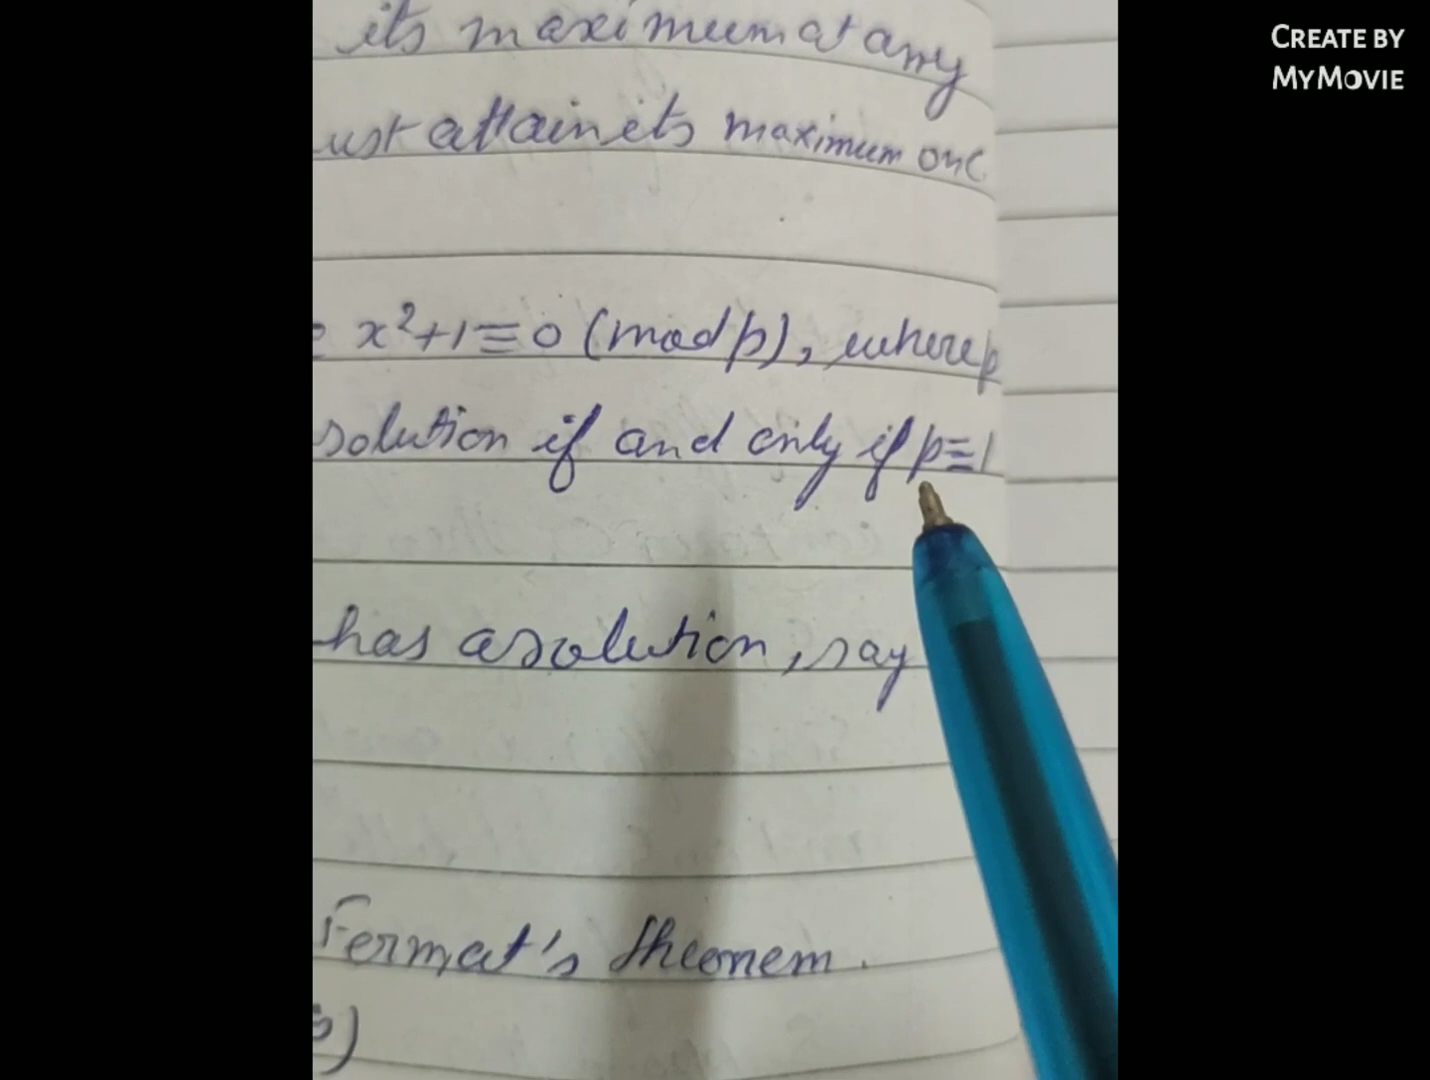 its maximum at any
ust attain its maximum onc
x²+1≡0 (mod p), where p
solution if and only if p≡1
has a solution, say
Fermat's theorem.
)
CREATE BY
MYMOVIE